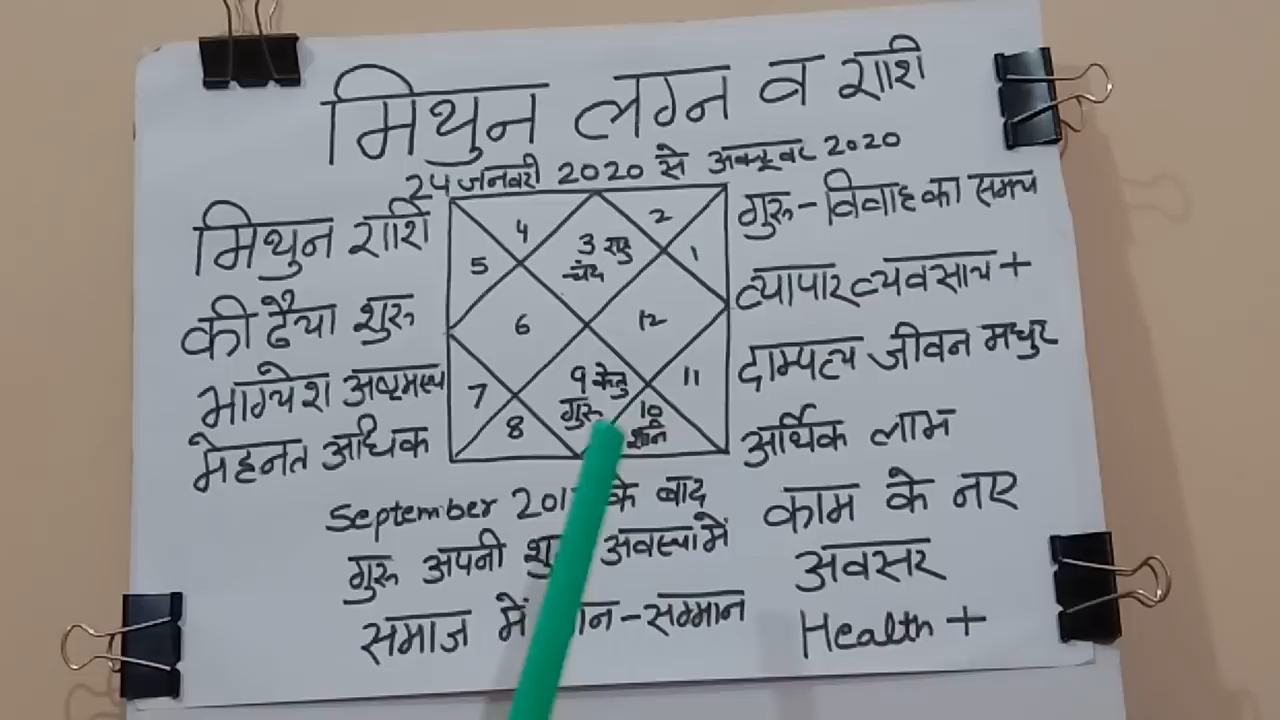 मिथुन लग्न व राशि
24 जनवरी 2020 से अक्टूबर 2020
मिथुन राशि
की ढैया शुरू
भाग्येश अष्टमस्थ
मेहनत अधिक
4
3 राहु
चंद्र
2
5
1
6
12
7
9 केतु
गुरू
11
8
10
शनि
गुरू - विवाह का समय
व्यापार व्यवसाय +
दाम्पत्य जीवन मधुर
आर्थिक लाभ
काम के नए
अवसर
Health +
September के बाद
गुरू अपनी अवस्था में
समाज में -सम्मान